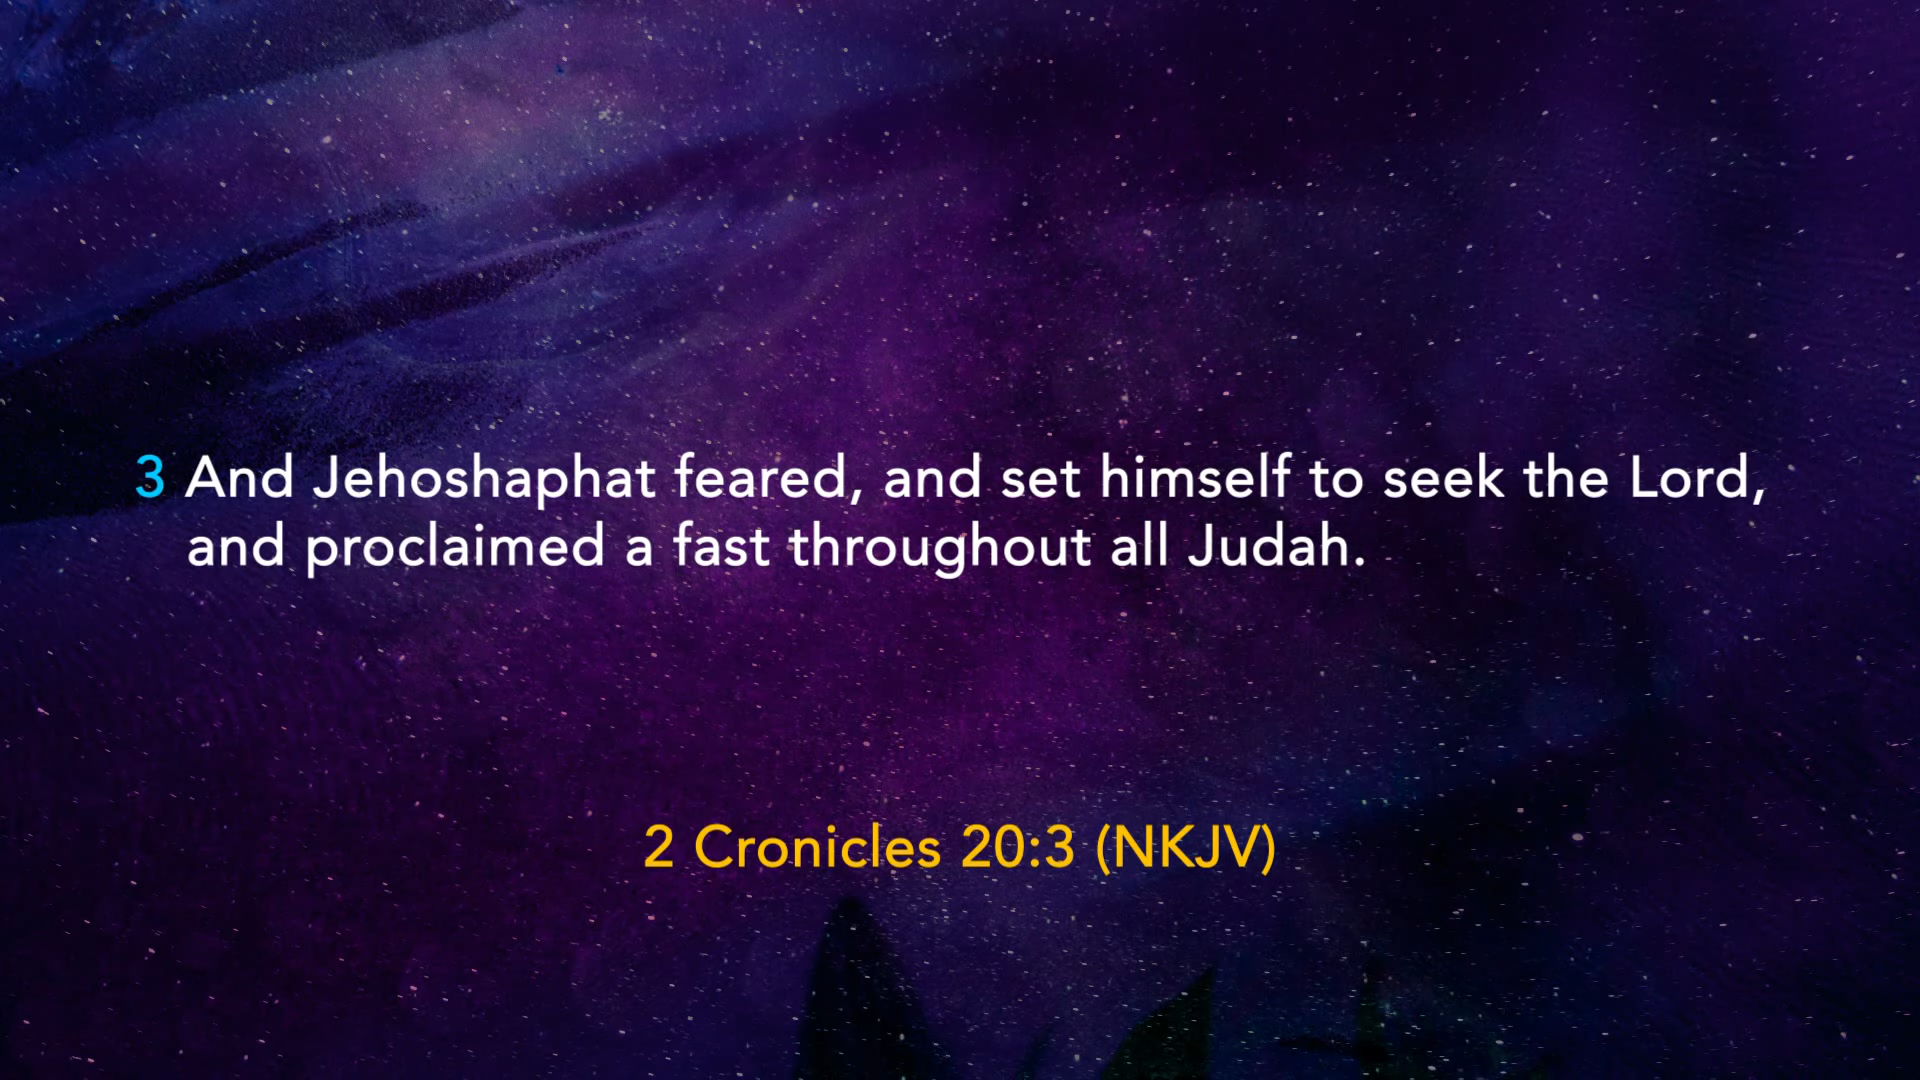 3 And Jehoshaphat feared, and set himself to seek the Lord,
and proclaimed a fast throughout all Judah.
2 Cronicles 20:3 (NKJV)